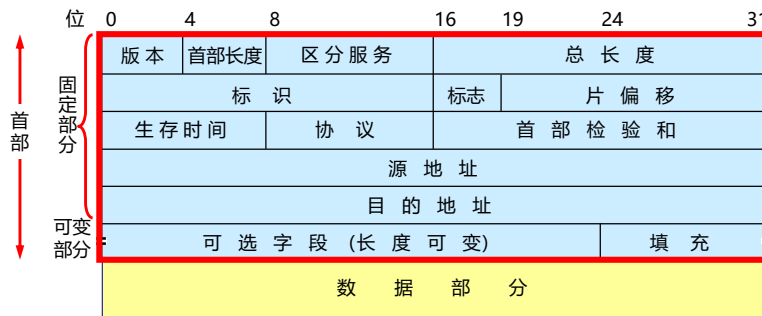 位 0 4 8 16 19 24 31
版本 首部长度 区分服务 总长度
标识 标志 片偏移
生存时间 协议 首部检验和
源地址
目的地址
可选字段 (长度可变) 填充
数据部分
首部
固定部分
可变
部分